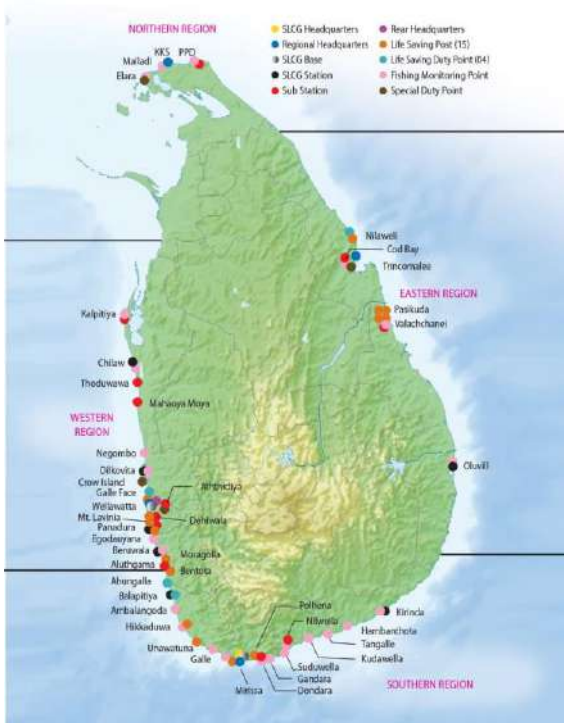 NORTHERN REGION
SLCG Headquarters
Regional Headquarters
SLCG Base
SLCG Station
Sub Station
Rear Headquarters
Life Saving Post (15)
Life Saving Duty Point (04)
Fishing Monitoring Point
Special Duty Point
KKS
PPD
Mailadi
Elara
Nilaweli
Cod Bay
Trincomalee
EASTERN REGION
Pasikuda
Valachchanei
Kalpitiya
Chilaw
Thoduwawa
Mahaoya Moya
WESTERN
REGION
Negombo
Dilkovita
Crow Island
Galle Face
Wellawatta
Mt. Lavinia
Panadura
Egodauyana
Aththidiya
Dehiwala
Oluvill
Moragolla
Aluthgama
Bentota
Ahungalla
Balapitiya
Ambalangoda
Hikkaduwa
Unawatuna
Galle
Mirissa
Polhena
Nilwella
Suduwella
Gandara
Dondara
Kirinda
Hambanthota
Tangalle
Kudawella
SOUTHERN REGION